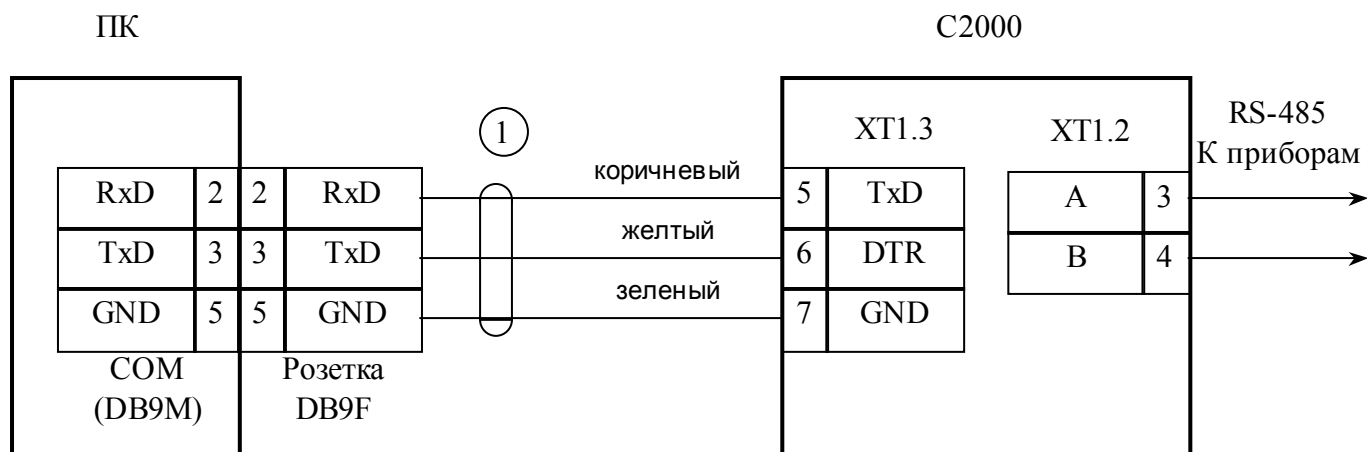 ПК
С2000
1
XT1.3
XT1.2
RS-485
К приборам
RxD 2 2 RxD
коричневый
5 TxD
A 3
TxD 3 3 TxD
желтый
6 DTR
B 4
GND 5 5 GND
зеленый
7 GND
COM
(DB9M)
Розетка
DB9F